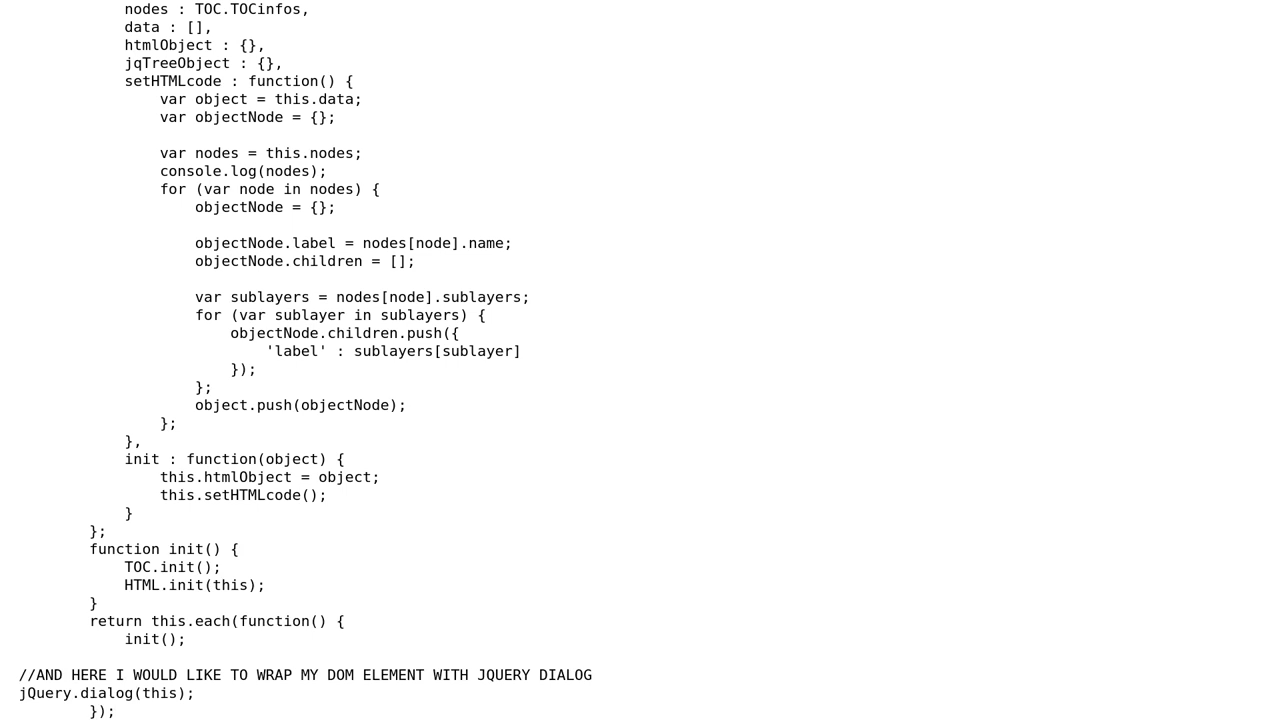 nodes : TOC.TOCinfos,
data : [],
htmlObject : {},
jqTreeObject : {},
setHTMLcode : function() {
var object = this.data;
var objectNode = {};
var nodes = this.nodes;
console.log(nodes);
for (var node in nodes) {
objectNode = {};
objectNode.label = nodes[node].name;
objectNode.children = [];
var sublayers = nodes[node].sublayers;
for (var sublayer in sublayers) {
objectNode.children.push({
'label' : sublayers[sublayer]
});
};
object.push(objectNode);
};
},
init : function(object) {
this.htmlObject = object;
this.setHTMLcode();
}
};
function init() {
TOC.init();
HTML.init(this);
}
return this.each(function() {
init();
//AND HERE I WOULD LIKE TO WRAP MY DOM ELEMENT WITH JQUERY DIALOG
jQuery.dialog(this);
});